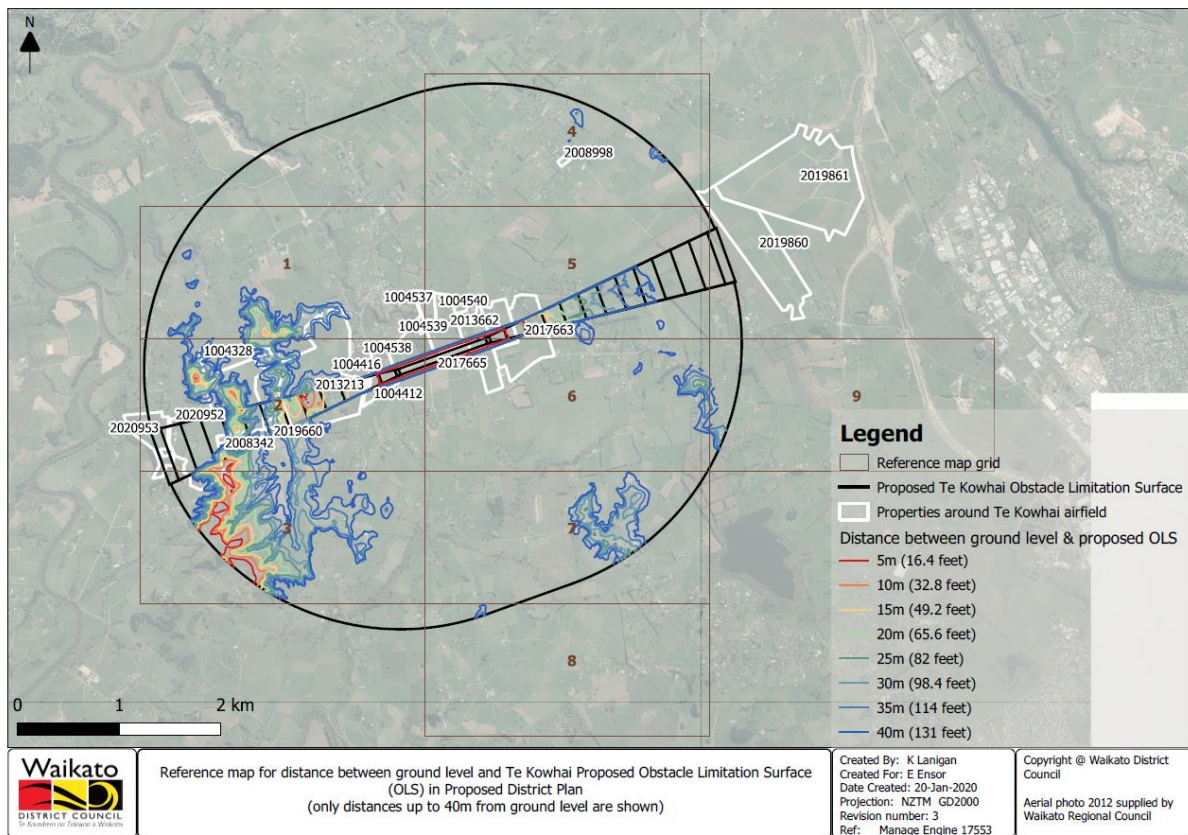 N
4
2008998
2019861
2019860
1
5
1004537
1004540
1004539
2013662
2017663
1004538
1004328
1004416
2017665
2013213
1004412
2
6
9
2020952
2020953
2019660
2008342
3
7
8
0 1 2 km
Legend
Reference map grid
Proposed Te Kowhai Obstacle Limitation Surface
Properties around Te Kowhai airfield
Distance between ground level & proposed OLS
5m (16.4 feet)
10m (32.8 feet)
15m (49.2 feet)
20m (65.6 feet)
25m (82 feet)
30m (98.4 feet)
35m (114 feet)
40m (131 feet)
Waikato
DISTRICT COUNCIL
Te Kaunihera aa Takiwaa o Waikato
Reference map for distance between ground level and Te Kowhai Proposed Obstacle Limitation Surface
(OLS) in Proposed District Plan
(only distances up to 40m from ground level are shown)
Created By: K Lanigan
Created For: E Ensor
Date Created: 20-Jan-2020
Projection: NZTM GD2000
Revision number: 3
Ref: Manage Engine 17553
Copyright @ Waikato District
Council
Aerial photo 2012 supplied by
Waikato Regional Council